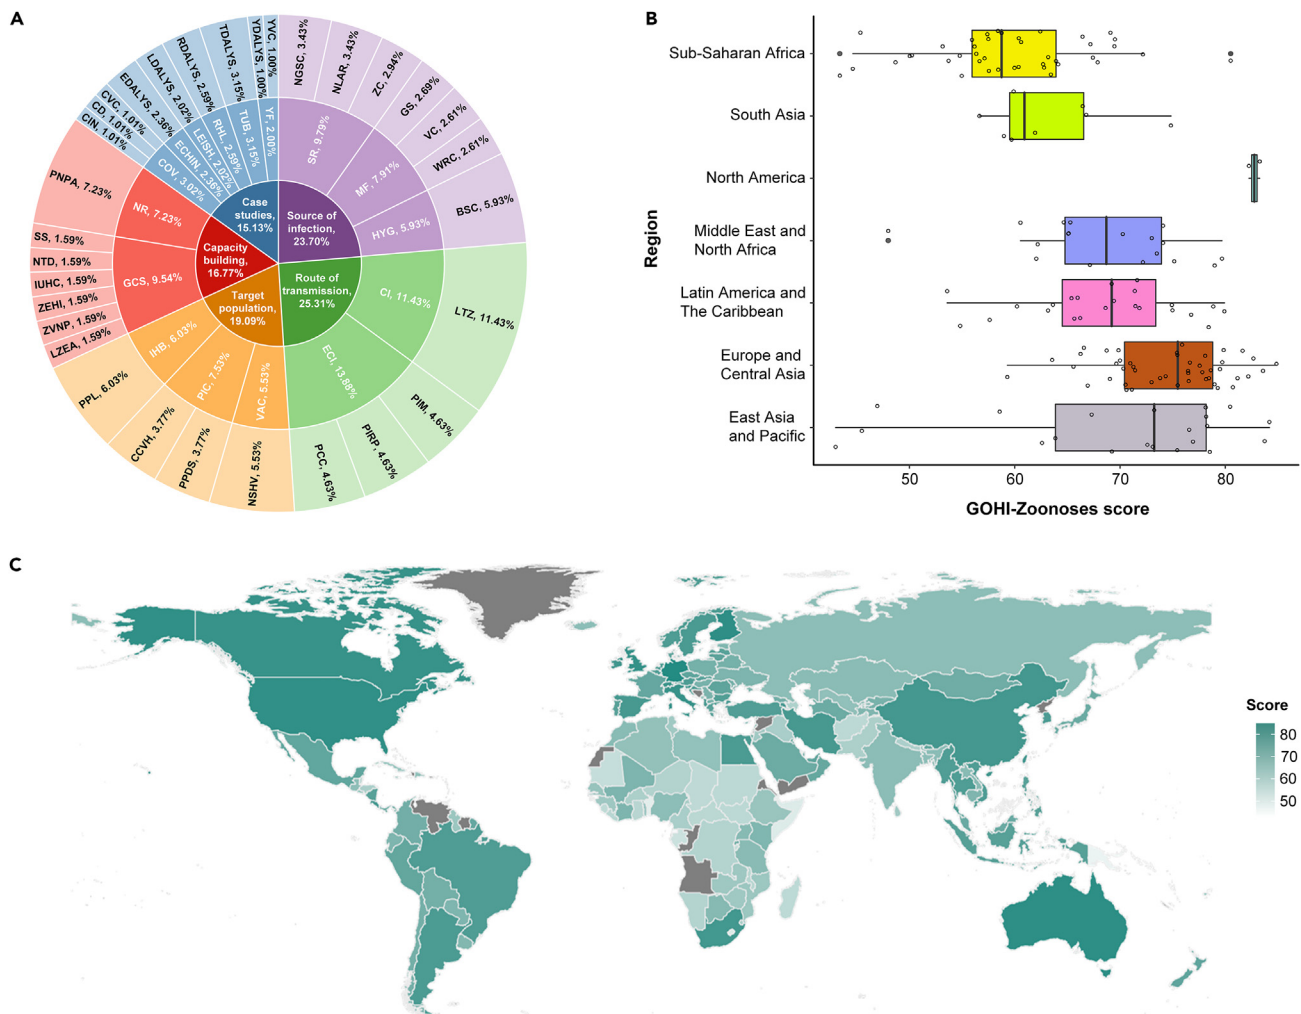 A
Case
studies,
15.13%
Source of
infection,
23.70%
Route of
transmission,
25.31%
Target
population,
19.09%
Capacity
building,
16.77%
SR, 9.79%
MF, 7.91%
HYG, 5.93%
CI, 11.43%
ECI, 13.88%
VAC, 5.53%
PIC, 7.53%
IHB, 6.03%
GCS, 9.54%
NR, 7.23%
COV, 3.02%
ECHIN, 2.36%
LEISH, 2.02%
RHL, 2.59%
TUB, 3.15%
YF, 2.00%
NGSC, 3.43%
NLAR, 3.43%
ZC, 2.94%
GS, 2.69%
VC, 2.61%
WRC, 2.61%
BSC, 5.93%
LTZ, 11.43%
PIM, 4.63%
PIRP, 4.63%
PCC, 4.63%
NSHV, 5.53%
PPDS, 3.77%
CCVH, 3.77%
PPL, 6.03%
LZEA, 1.59%
ZVNP, 1.59%
ZEHI, 1.59%
IUHC, 1.59%
NTD, 1.59%
SS, 1.59%
PNPA, 7.23%
CIN, 1.01%
CD, 1.01%
CVC, 1.01%
EDALYS, 2.36%
LDALYS, 2.02%
RDALYS, 2.59%
TDALYS, 3.15%
YDALYS, 1.00%
YVC, 1.00%
B
Region
Sub-Saharan Africa
South Asia
North America
Middle East and
North Africa
Latin America and
The Caribbean
Europe and
Central Asia
East Asia
and Pacific
50 60 70 80
GOHI-Zoonoses score
C
Score
80
70
60
50